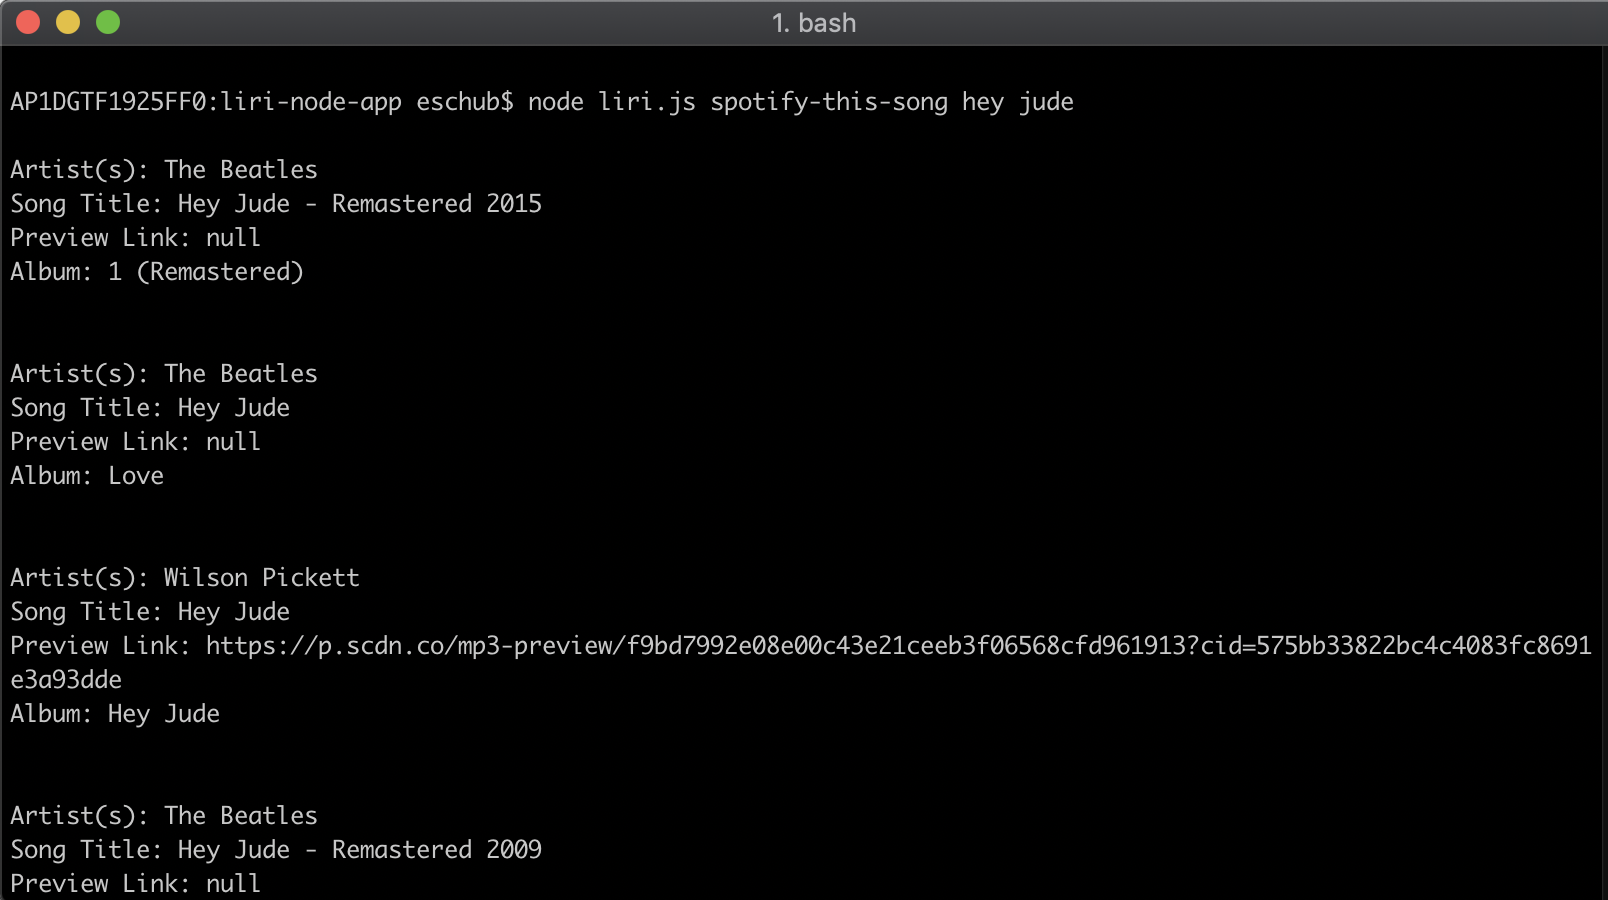 1. bash
AP1DGTF1925FF0:liri-node-app eschub$ node liri.js spotify-this-song hey jude
Artist(s): The Beatles
Song Title: Hey Jude - Remastered 2015
Preview Link: null
Album: 1 (Remastered)
Artist(s): The Beatles
Song Title: Hey Jude
Preview Link: null
Album: Love
Artist(s): Wilson Pickett
Song Title: Hey Jude
Preview Link: https://p.scdn.co/mp3-preview/f9bd7992e08e00c43e21ceeb3f06568cfd961913?cid=575bb33822bc4c4083fc8691
e3a93dde
Album: Hey Jude
Artist(s): The Beatles
Song Title: Hey Jude - Remastered 2009
Preview Link: null